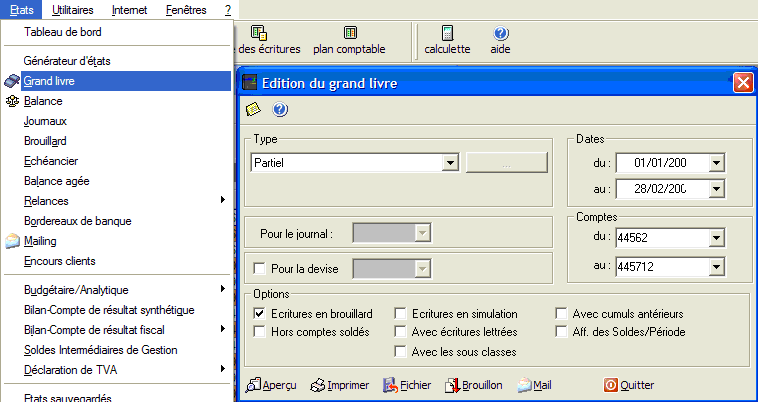 Etats Utilitaires Internet Fenêtres ?
Tableau de bord
Générateur d'états
Grand livre
Balance
Journaux
Brouillard
Echéancier
Balance agée
Relances
Bordereaux de banque
Mailing
Encours clients
Budgétaire/Analytique
Bilan-Compte de résultat synthétique
Bilan-Compte de résultat fiscal
Soldes Intermédiaires de Gestion
Déclaration de TVA
Etats sauvegardés
des écritures plan comptable calculette aide
Edition du grand livre
Type
Partiel
...
Dates
du : 01/01/200
au : 28/02/200
Pour le journal :
Pour la devise
Comptes
du : 44562
au : 445712
Options
Ecritures en brouillard Ecritures en simulation Avec cumuls antérieurs
Hors comptes soldés Avec écritures lettrées Aff. des Soldes/Période
Avec les sous classes
Aperçu Imprimer Fichier Brouillon Mail Quitter